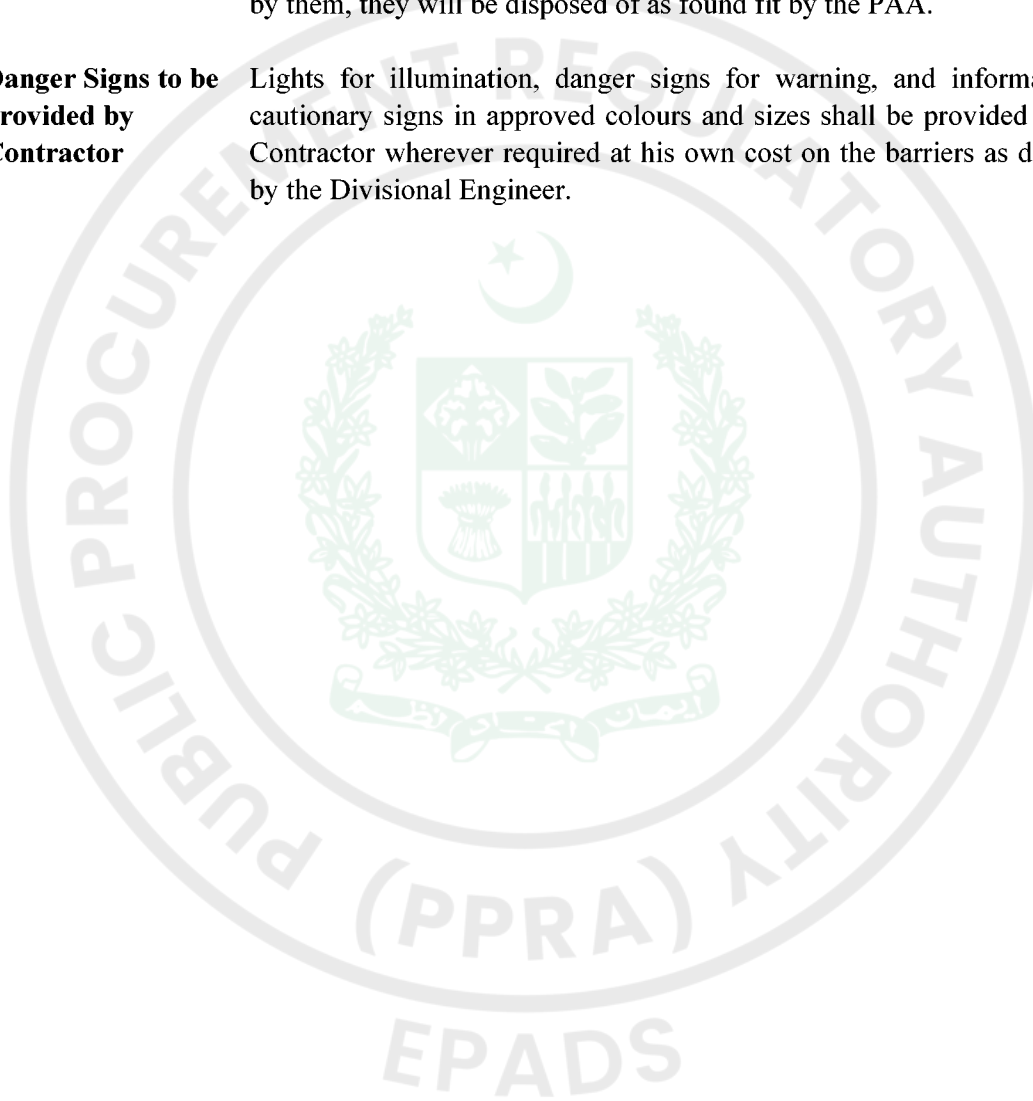 by them, they will be disposed of as found fit by the PAA.
Danger Signs to be
rovided by
Contractor
Lights for illumination, danger signs for warning, and informa
cautionary signs in approved colours and sizes shall be provided
Contractor wherever required at his own cost on the barriers as d
by the Divisional Engineer.
PUBLIC PROCUREMENT REGULATORY AUTHORITY
(PPRA)
EPADS